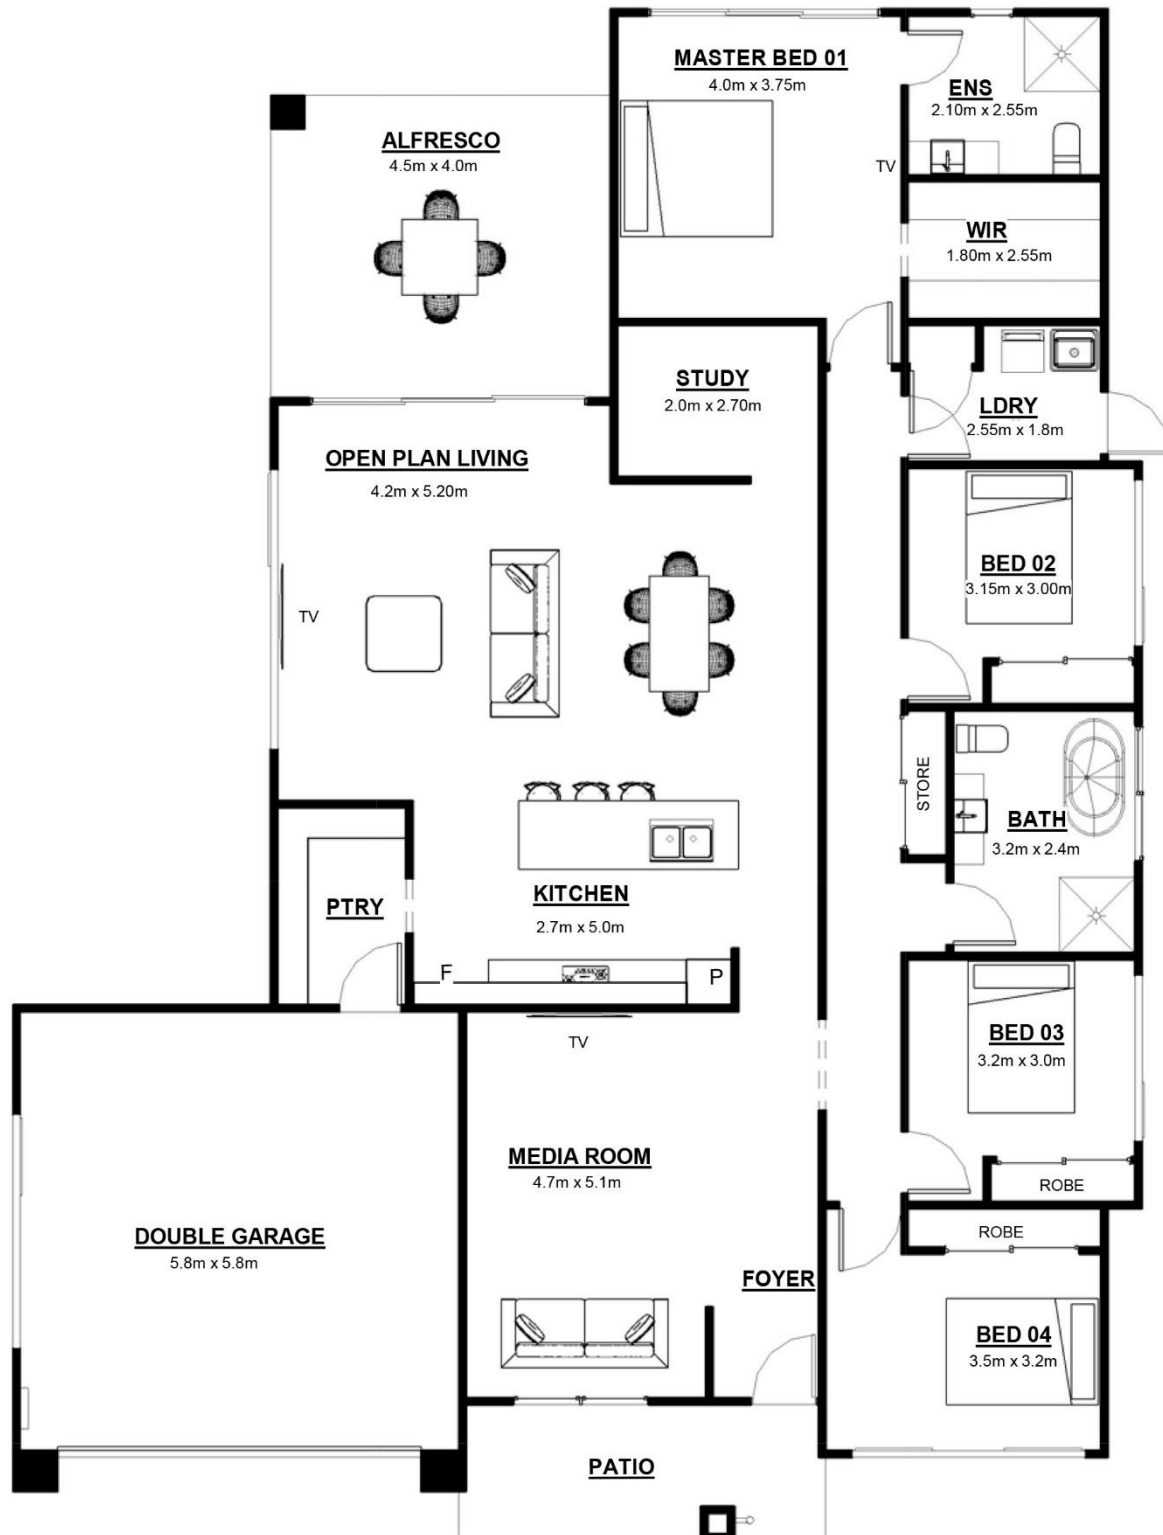 MASTER BED 01
4.0m x 3.75m
ENS
2.10m x 2.55m
ALFRESCO
4.5m x 4.0m
TV
WIR
1.80m x 2.55m
STUDY
2.0m x 2.70m
LDRY
2.55m x 1.8m
OPEN PLAN LIVING
4.2m x 5.20m
BED 02
3.15m x 3.00m
TV
STORE
BATH
3.2m x 2.4m
KITCHEN
2.7m x 5.0m
PTRY
F
P
BED 03
3.2m x 3.0m
TV
MEDIA ROOM
4.7m x 5.1m
ROBE
DOUBLE GARAGE
5.8m x 5.8m
ROBE
FOYER
BED 04
3.5m x 3.2m
PATIO